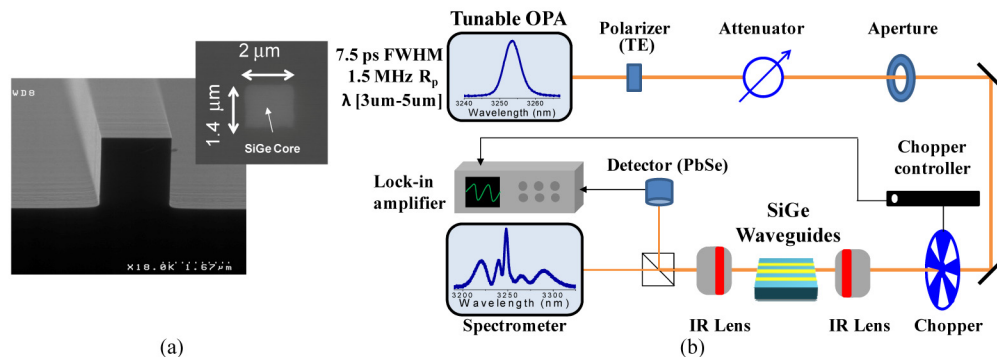 WD8
2 μm
1.4 μm
SiGe Core
X18.0K 1.67μm
(a)
Tunable OPA
7.5 ps FWHM
1.5 MHz Rp
λ [3um-5um]
3240 3250 3260
Wavelength (nm)
Polarizer
(TE)
Attenuator
Aperture
Detector (PbSe)
Chopper
controller
Lock-in
amplifier
SiGe
Waveguides
3200 3250 3300
Wavelength (nm)
Spectrometer
IR Lens
IR Lens
Chopper
(b)